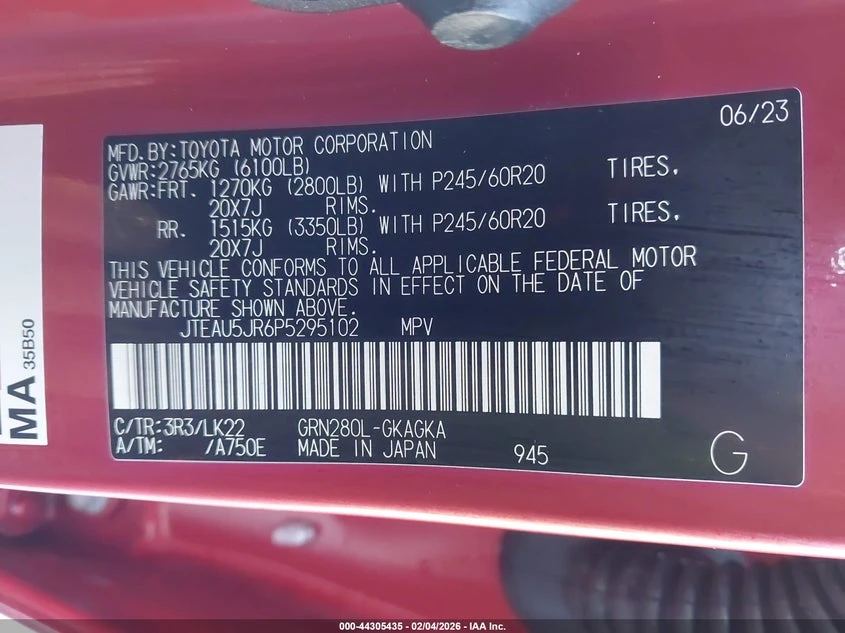 06/23
MFD.BY:TOYOTA MOTOR CORPORATION
GVWR:2765KG (6100LB)
GAWR:FRT. 1270KG (2800LB) WITH P245/60R20 TIRES.
20X7J RIMS.
RR. 1515KG (3350LB) WITH P245/60R20 TIRES.
20X7J RIMS.
THIS VEHICLE CONFORMS TO ALL APPLICABLE FEDERAL MOTOR
VEHICLE SAFETY STANDARDS IN EFFECT ON THE DATE OF
MANUFACTURE SHOWN ABOVE.
JTEAU5JR6P5295102 MPV
C/TR:3R3/LK22 GRN280L-GKAGKA
A/TM: /A750E MADE IN JAPAN 945 G
MA 35B50
000-44305435 - 02/04/2026 - IAA Inc.